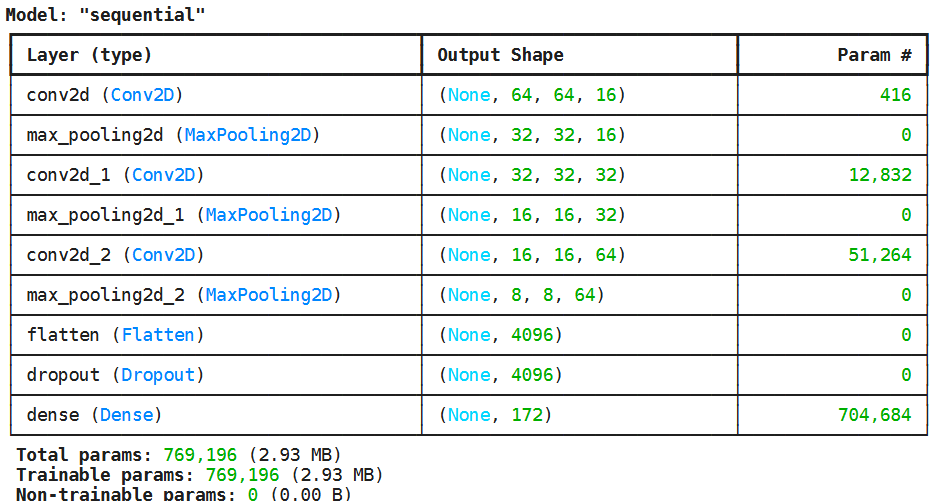 Model: "sequential"
Layer (type) Output Shape Param #
conv2d (Conv2D) (None, 64, 64, 16) 416
max_pooling2d (MaxPooling2D) (None, 32, 32, 16) 0
conv2d_1 (Conv2D) (None, 32, 32, 32) 12,832
max_pooling2d_1 (MaxPooling2D) (None, 16, 16, 32) 0
conv2d_2 (Conv2D) (None, 16, 16, 64) 51,264
max_pooling2d_2 (MaxPooling2D) (None, 8, 8, 64) 0
flatten (Flatten) (None, 4096) 0
dropout (Dropout) (None, 4096) 0
dense (Dense) (None, 172) 704,684
Total params: 769,196 (2.93 MB)
Trainable params: 769,196 (2.93 MB)
Non-trainable params: 0 (0.00 B)